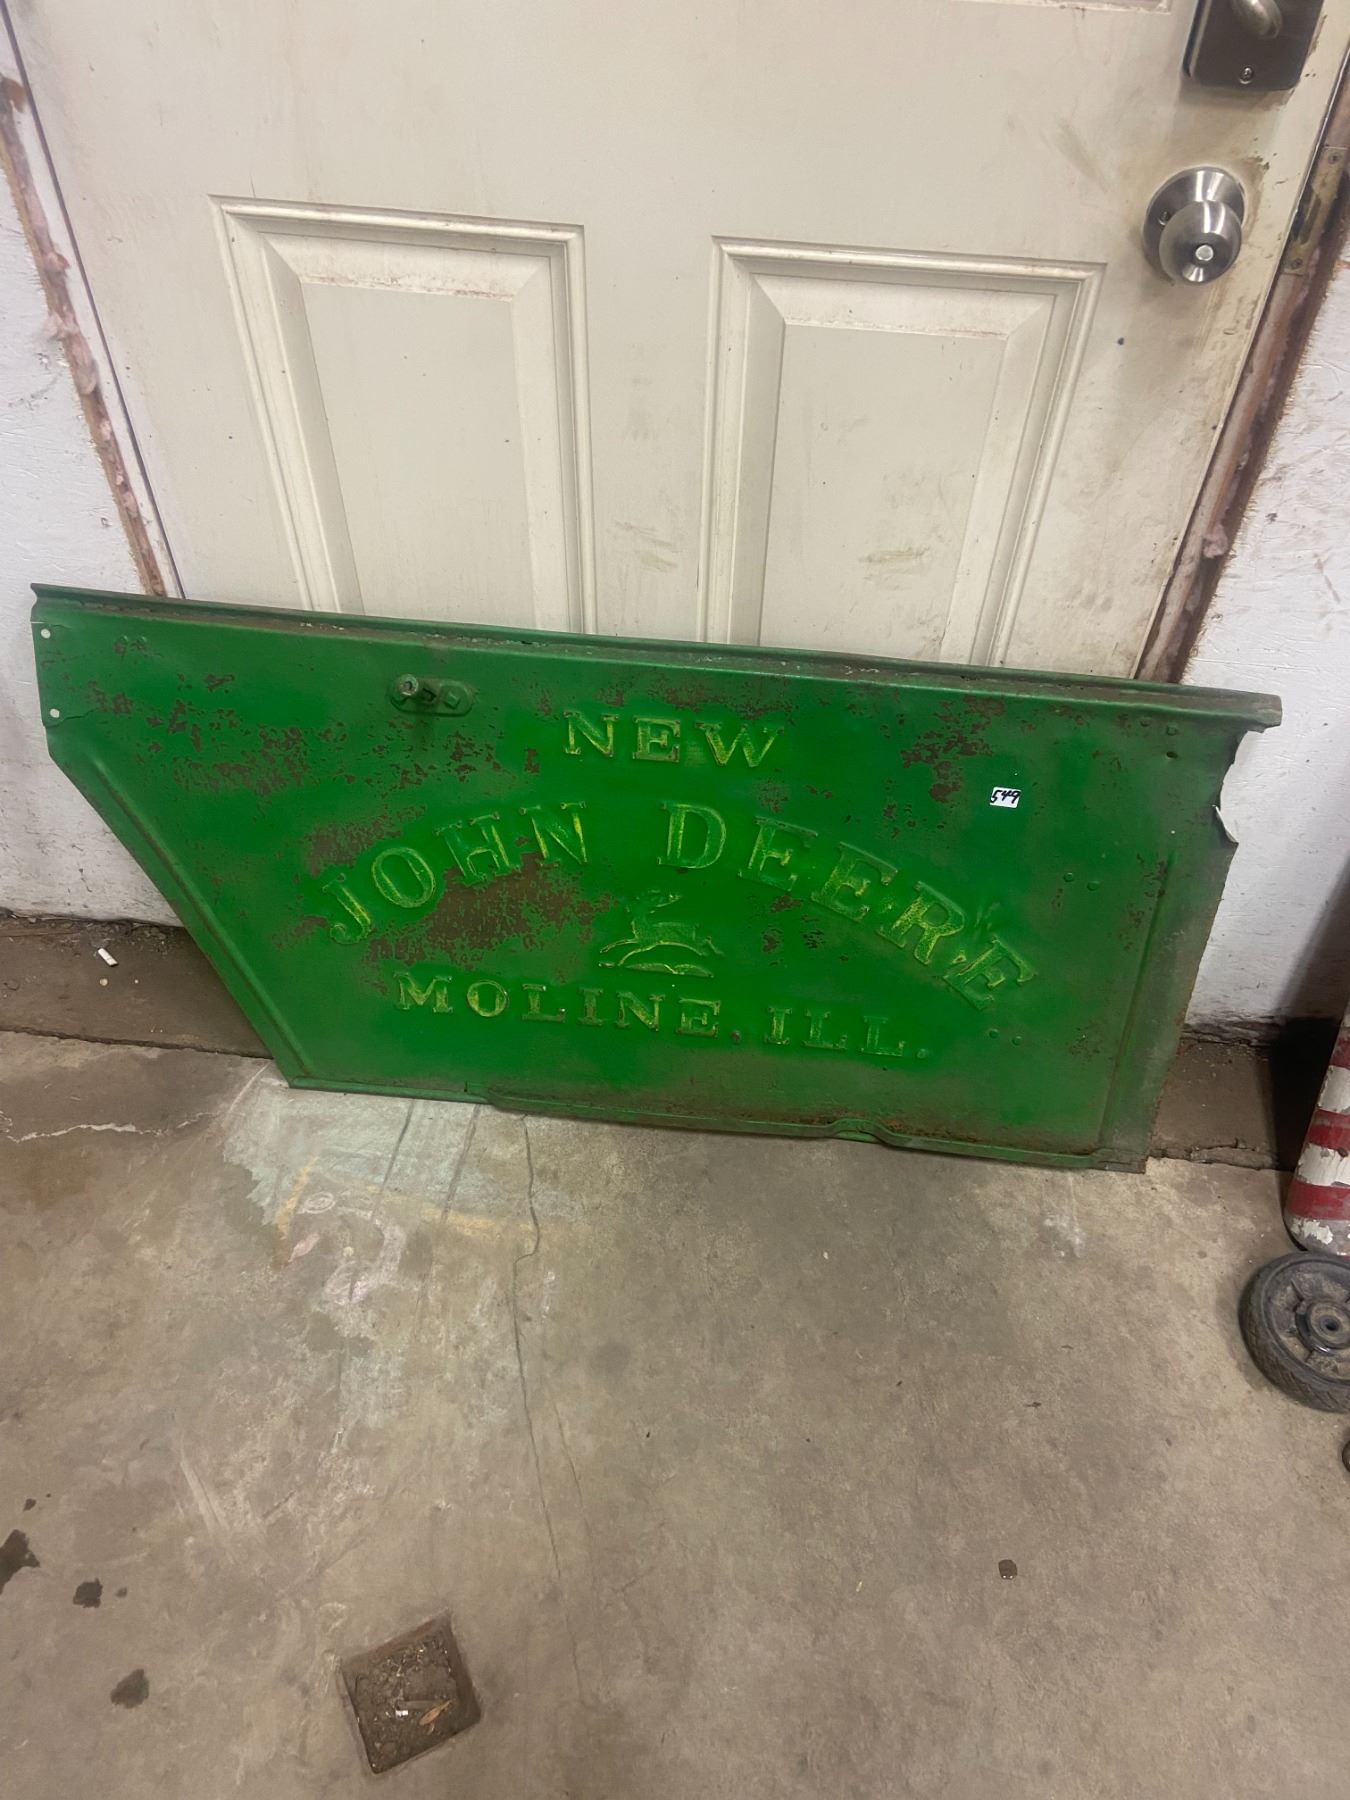 NEW
549
JOHN DEERE
MOLINE. ILL.